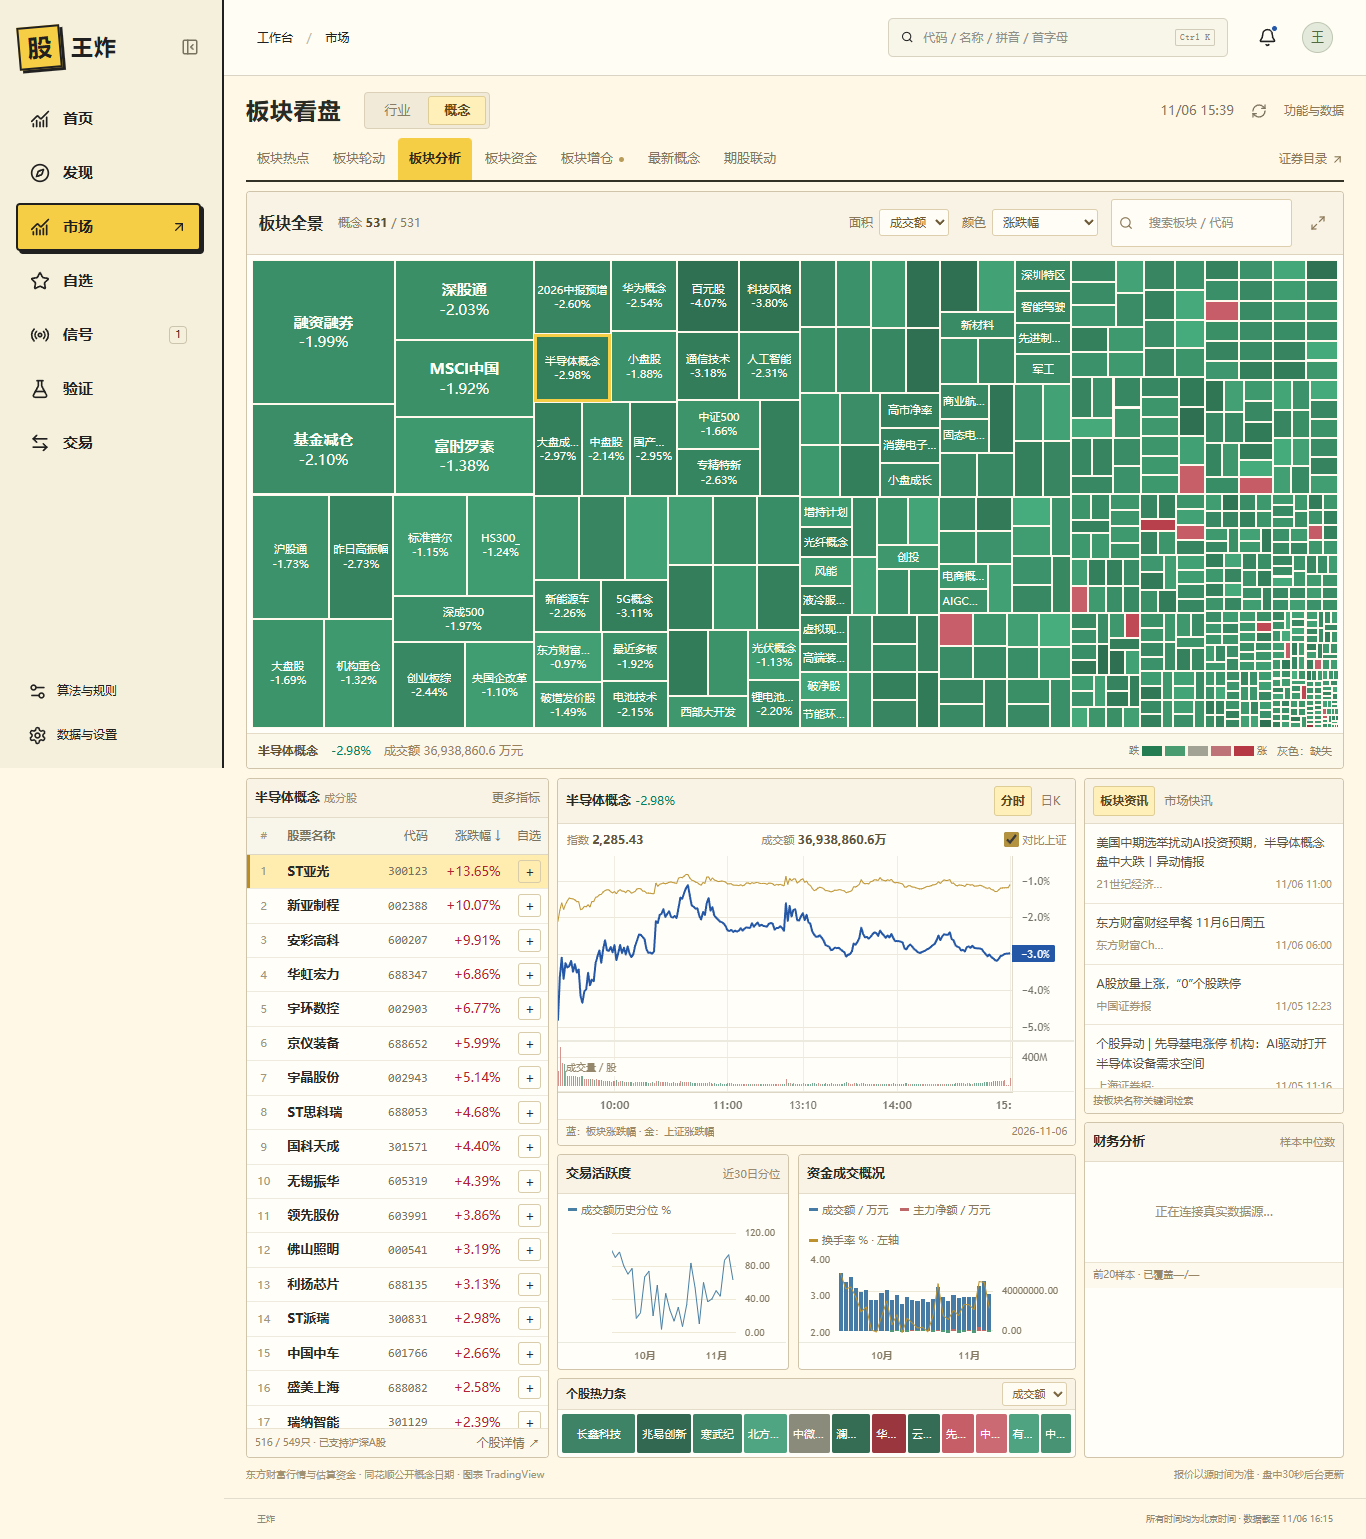 股 王炸
首页
发现
市场
自选
信号 1
验证
交易
算法与规则
数据与设置
工作台 / 市场
代码 / 名称 / 拼音 / 首字母 Ctrl K
王
板块看盘 行业 概念
11/06 15:39 功能与数据
板块热点 板块轮动 板块分析 板块资金 板块增仓 最新概念 期股联动 证券目录
板块全景 概念 531 / 531 面积 成交额 颜色 涨跌幅 搜索板块 / 代码
融资融券
-1.99%
基金减仓
-2.10%
深股通
-2.03%
MSCI中国
-1.92%
富时罗素
-1.38%
2026中报预增
-2.60%
华为概念
-2.54%
百元股
-4.07%
科技风格
-3.80%
半导体概念
-2.98%
小盘股
-1.88%
通信技术
-3.18%
人工智能
-2.31%
大盘成...
-2.97%
中盘股
-2.14%
国产...
-2.95%
中证500
-1.66%
专精特新
-2.63%
沪股通
-1.73%
昨日高振幅
-2.73%
标准普尔
-1.15%
HS300_
-1.24%
深成500
-1.97%
大盘股
-1.69%
机构重仓
-1.32%
创业板综
-2.44%
央国企改革
-1.10%
新能源车
-2.26%
5G概念
-3.11%
东方财富...
-0.97%
最近多板
-1.92%
破增发价股
-1.49%
电池技术
-2.15%
西部大开发
光伏概念
-1.13%
锂电池...
-2.20%
新材料
深圳特区
智能驾驶
先进制...
军工
高市净率
消费电子...
小盘成长
商业航...
固态电...
增持计划
光纤概念
风能
液冷服...
虚拟现...
高端装...
破净股
节能环...
创投
电商概...
AIGC...
半导体概念 -2.98% 成交额 36,938,860.6 万元
跌 涨 灰色：缺失
半导体概念 成分股 更多指标
# 股票名称 代码 涨跌幅↓ 自选
1 ST亚光 300123 +13.65% +
2 新亚制程 002388 +10.07% +
3 安彩高科 600207 +9.91% +
4 华虹宏力 688347 +6.86% +
5 宇环数控 002903 +6.77% +
6 京仪装备 688652 +5.99% +
7 宇晶股份 002943 +5.14% +
8 ST思科瑞 688053 +4.68% +
9 国科天成 301571 +4.40% +
10 无锡振华 605319 +4.39% +
11 领先股份 603991 +3.86% +
12 佛山照明 000541 +3.19% +
13 利扬芯片 688135 +3.13% +
14 ST派瑞 300831 +2.98% +
15 中国中车 601766 +2.66% +
16 盛美上海 688082 +2.58% +
17 瑞纳智能 301129 +2.39% +
516 / 549只 · 已支持沪深A股 个股详情 ↗
半导体概念 -2.98% 分时 日K
指数 2,285.43 成交额 36,938,860.6万 对比上证
-1.0%
-2.0%
-3.0%
-4.0%
-5.0%
成交量 / 股
400M
10:00 11:00 13:10 14:00 15:
蓝：板块涨跌幅 · 金：上证涨跌幅 2026-11-06
交易活跃度 近30日分位
成交额历史分位 %
120.00
80.00
40.00
0.00
10月 11月
资金成交概况
成交额 / 万元 主力净额 / 万元
换手率 % · 左轴
4.00
3.00
2.00
40000000.00
0.00
10月 11月
个股热力条 成交额
长鑫科技 兆易创新 寒武纪 北方... 中微... 澜... 华... 云... 先... 中... 有... 中...
板块资讯 市场快讯
美国中期选举扰动AI投资预期，半导体概念
盘中大跌丨异动情报
21世纪经济... 11/06 11:00
东方财富财经早餐 11月6日周五
东方财富Ch... 11/06 06:00
A股放量上涨，“0”个股跌停
中国证券报 11/05 12:23
个股异动 | 先导基电涨停 机构：AI驱动打开
半导体设备需求空间
上海证券报· 11/05 11:16
按板块名称关键词检索
财务分析 样本中位数
正在连接真实数据源...
前20样本 · 已覆盖—/—
东方财富行情与估算资金 · 同花顺公开概念日期 · 图表 TradingView
报价以源时间为准 · 盘中30秒后台更新
王炸
所有时间均为北京时间 · 数据截至 11/06 16:15